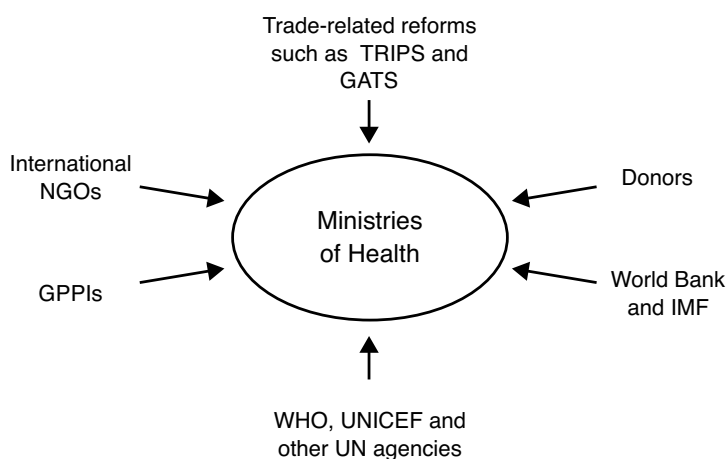 Trade-related reforms
such as TRIPS and
GATS
International
NGOs
Donors
Ministries
of Health
GPPIs
World Bank
and IMF
WHO, UNICEF and
other UN agencies